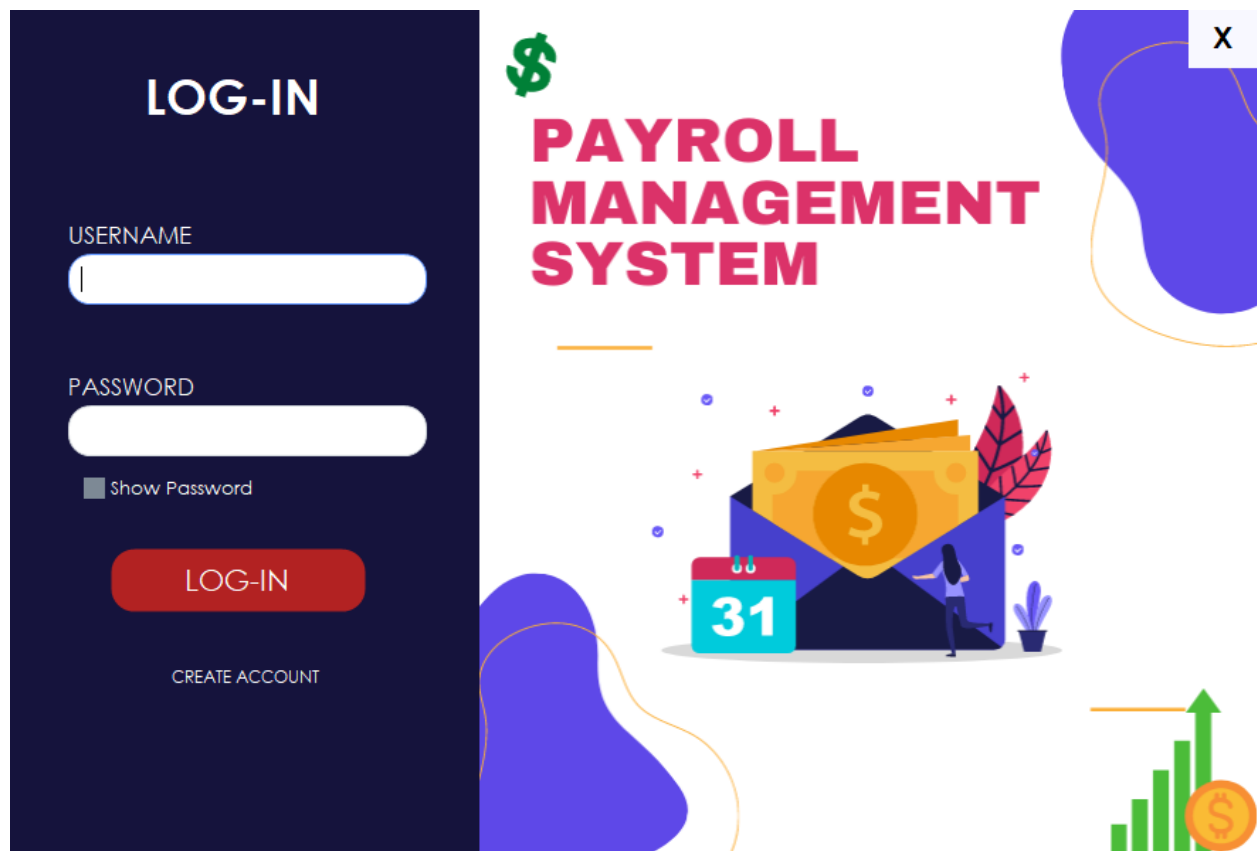 LOG-IN
USERNAME
PASSWORD
Show Password
LOG-IN
CREATE ACCOUNT
X
$
PAYROLL
MANAGEMENT
SYSTEM
$
31
$